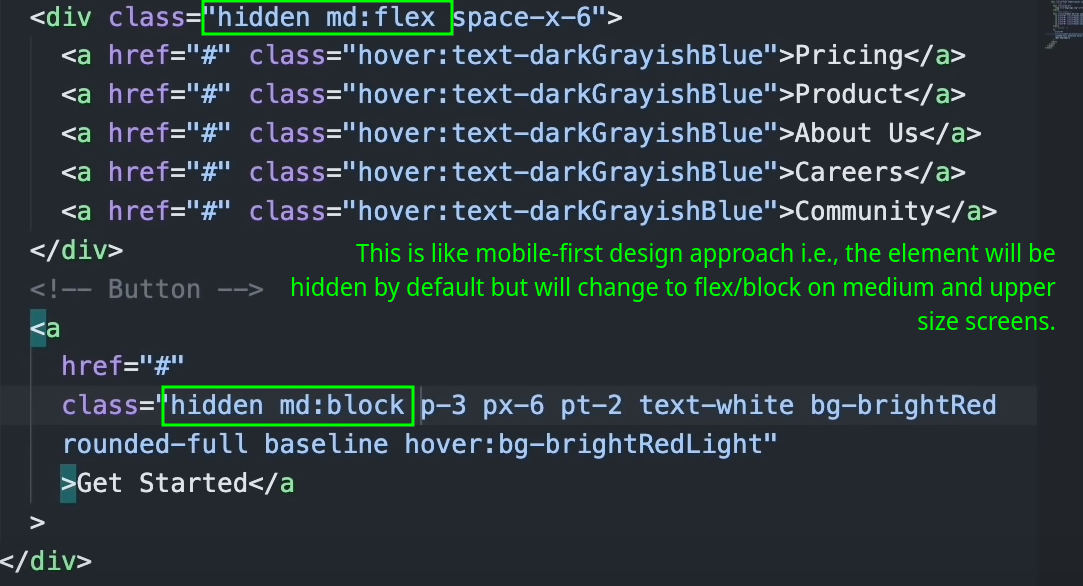 <div class="hidden md:flex space-x-6">
<a href="#" class="hover:text-darkGrayishBlue">Pricing</a>
<a href="#" class="hover:text-darkGrayishBlue">Product</a>
<a href="#" class="hover:text-darkGrayishBlue">About Us</a>
<a href="#" class="hover:text-darkGrayishBlue">Careers</a>
<a href="#" class="hover:text-darkGrayishBlue">Community</a>
</div>
This is like mobile-first design approach i.e., the element will be
<!-- Button -->
hidden by default but will change to flex/block on medium and upper
size screens.
<a
href="#"
class="hidden md:block p-3 px-6 pt-2 text-white bg-brightRed
rounded-full baseline hover:bg-brightRedLight"
>Get Started</a
>
</div>